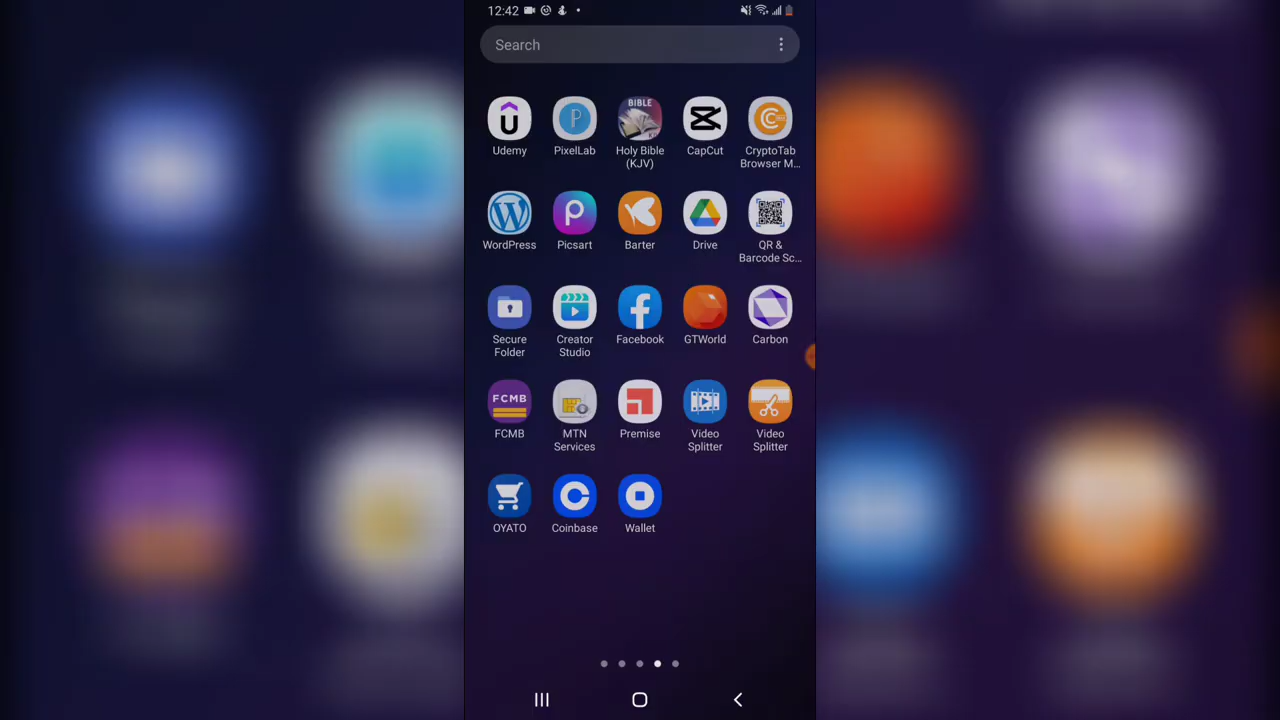 12:42
Search
BIBLE
Udemy
PixelLab
Holy Bible
(KJV)
CapCut
CryptoTab
Browser M...
WordPress
Picsart
Barter
Drive
QR &
Barcode Sc...
Secure
Folder
Creator
Studio
Facebook
GTWorld
Carbon
FCMB
FCMB
MTN
Services
Premise
Video
Splitter
Video
Splitter
OYATO
Coinbase
Wallet